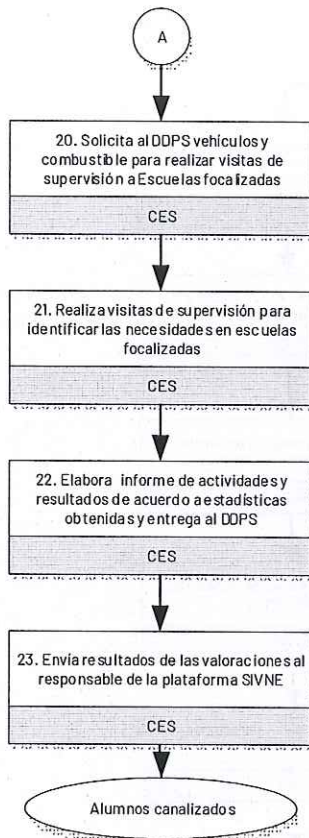 A
20. Solicita al DDPS vehículos y
combustible para realizar visitas de
supervisión a Escuelas focalizadas
CES
21. Realiza visitas de supervisión para
identificar las necesidades en escuelas
focalizadas
CES
22. Elabora informe de actividades y
resultados de acuerdo a estadísticas
obtenidas y entrega al DDPS
CES
23. Envía resultados de las valoraciones al
responsable de la plataforma SIVNE
CES
Alumnos canalizados